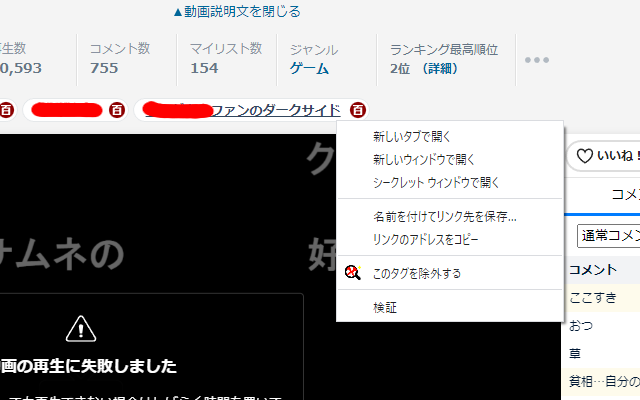 ▲動画説明文を閉じる
生数 コメント数 マイリスト数 ジャンル ランキング最高順位
0,593 755 154 ゲーム 2位 (詳細)
百 百 ファンのダークサイド 百
新しいタブで開く
新しいウィンドウで開く
シークレット ウィンドウで開く
名前を付けてリンク先を保存...
リンクのアドレスをコピー
このタグを除外する
検証
ク
サムネの 好
画の再生に失敗しました
いいね!
コメン
通常コメン
コメント
ここすき
おつ
草
貧相…自分の